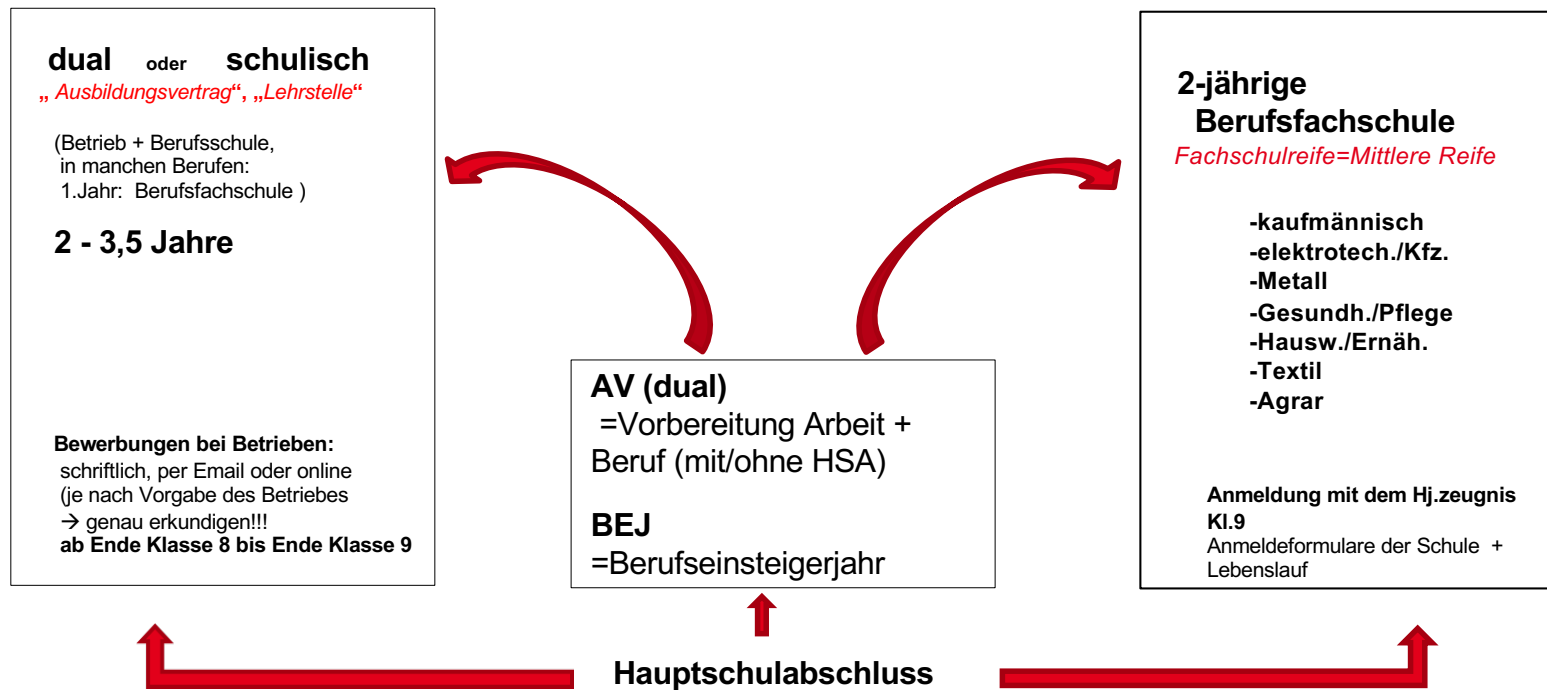 dual oder schulisch
„ Ausbildungsvertrag“, „Lehrstelle“
(Betrieb + Berufsschule,
in manchen Berufen:
1.Jahr: Berufsfachschule )
2 - 3,5 Jahre
Bewerbungen bei Betrieben:
schriftlich, per Email oder online
(je nach Vorgabe des Betriebes
→ genau erkundigen!!!
ab Ende Klasse 8 bis Ende Klasse 9
AV (dual)
=Vorbereitung Arbeit +
Beruf (mit/ohne HSA)
BEJ
=Berufseinsteigerjahr
2-jährige
Berufsfachschule
Fachschulreife=Mittlere Reife
-kaufmännisch
-elektrotech./Kfz.
-Metall
-Gesundh./Pflege
-Hausw./Ernäh.
-Textil
-Agrar
Anmeldung mit dem Hj.zeugnis
Kl.9
Anmeldeformulare der Schule +
Lebenslauf
Hauptschulabschluss